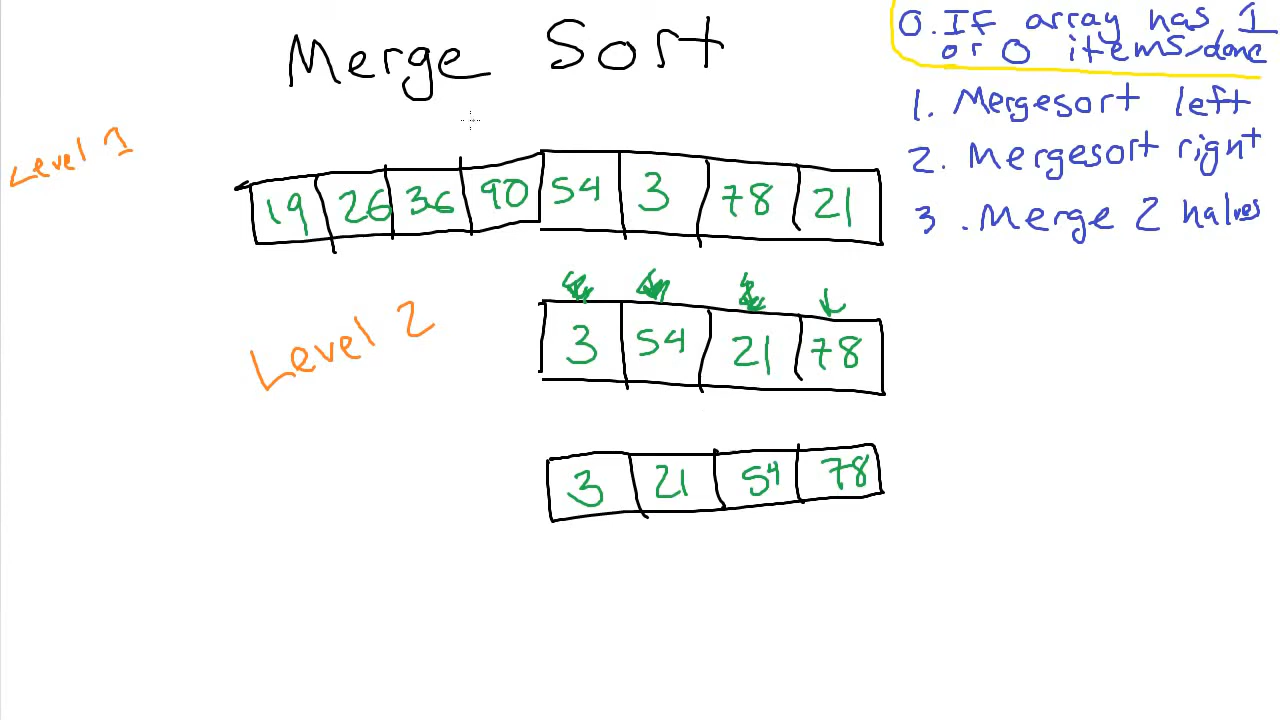 Merge Sort
0. If array has 1
or 0 items, done
1. Mergesort left
2. Mergesort right
3. Merge 2 halves
Level 1
19 26 36 90 54 3 78 21
Level 2
3 54 21 78
3 21 54 78